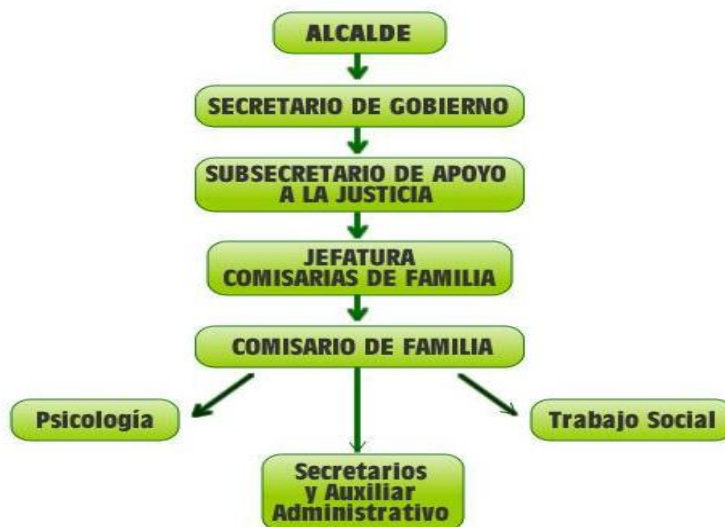 ALCALDE
SECRETARIO DE GOBIERNO
SUBSECRETARIO DE APOYO
A LA JUSTICIA
JEFATURA
COMISARIAS DE FAMILIA
COMISARIO DE FAMILIA
Psicología
Trabajo Social
Secretarios
y Auxiliar
Administrativo